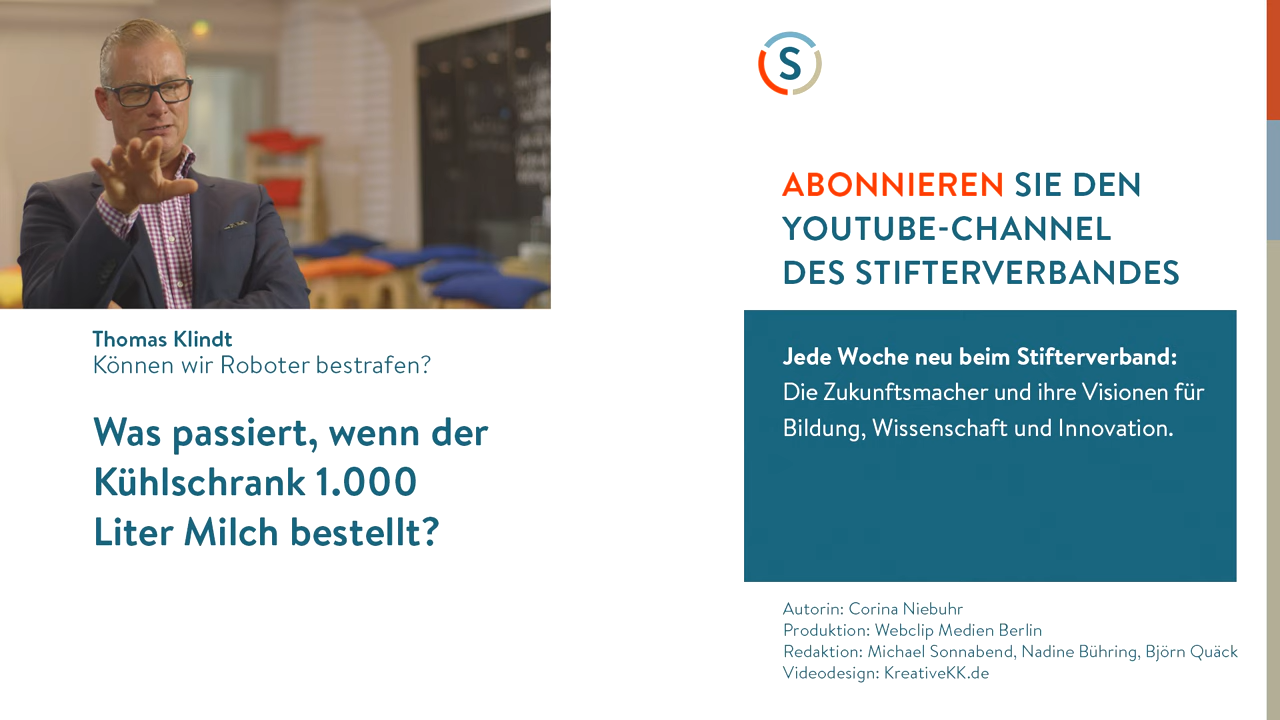 Thomas Klindt
Können wir Roboter bestrafen?
Was passiert, wenn der
Kühlschrank 1.000
Liter Milch bestellt?
S
ABONNIEREN SIE DEN
YOUTUBE-CHANNEL
DES STIFTERVERBANDES
Jede Woche neu beim Stifterverband:
Die Zukunftsmacher und ihre Visionen für
Bildung, Wissenschaft und Innovation.
Autorin: Corina Niebuhr
Produktion: Webclip Medien Berlin
Redaktion: Michael Sonnabend, Nadine Bühring, Björn Quäck
Videodesign: KreativeKK.de